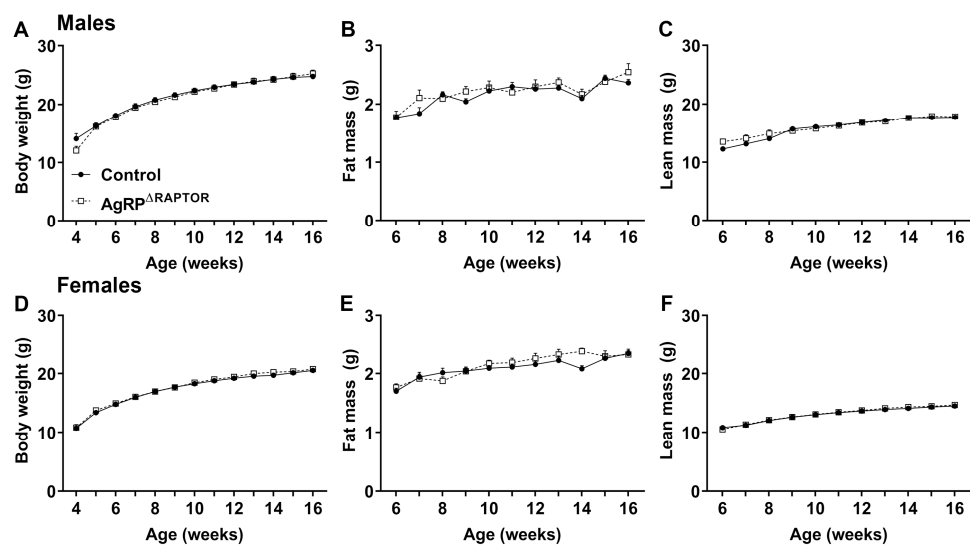 Males
A
Body weight (g)
30
20
10
0
4 6 8 10 12 14 16
Age (weeks)
Control
AgRPΔRAPTOR
B
Fat mass (g)
3
2
1
0
6 8 10 12 14 16
Age (weeks)
C
Lean mass (g)
30
20
10
0
6 8 10 12 14 16
Age (weeks)
Females
D
Body weight (g)
30
20
10
0
4 6 8 10 12 14 16
Age (weeks)
E
Fat mass (g)
3
2
1
0
6 8 10 12 14 16
Age (weeks)
F
Lean mass (g)
30
20
10
0
6 8 10 12 14 16
Age (weeks)